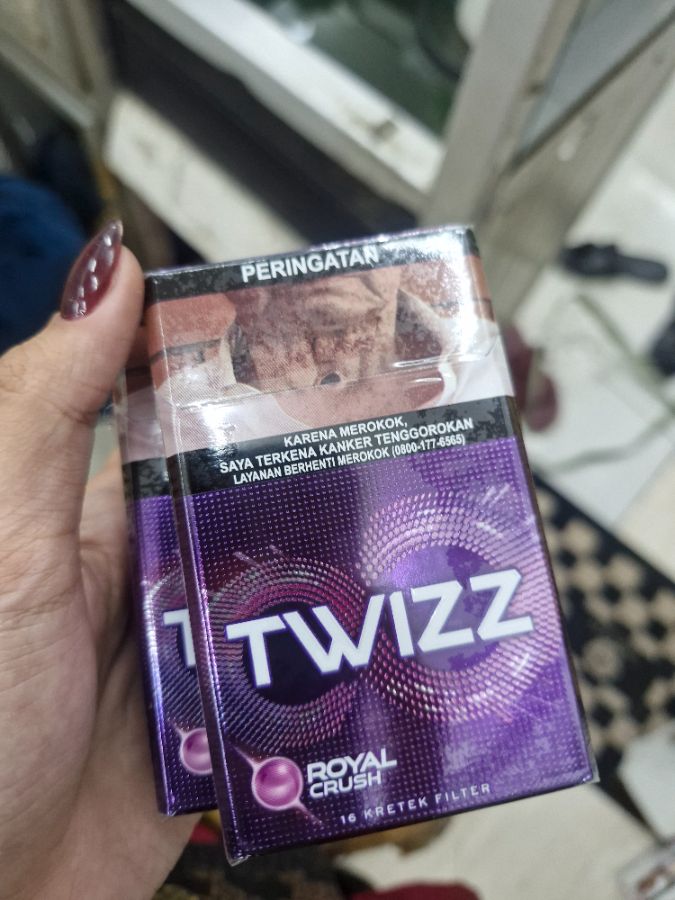 PERINGATAN
KARENA MEROKOK,
SAYA TERKENA KANKER TENGGOROKAN
LAYANAN BERHENTI MEROKOK (0800-177-6565)
TWIZZ
ROYAL
CRUSH
16 KRETEK FILTER
T